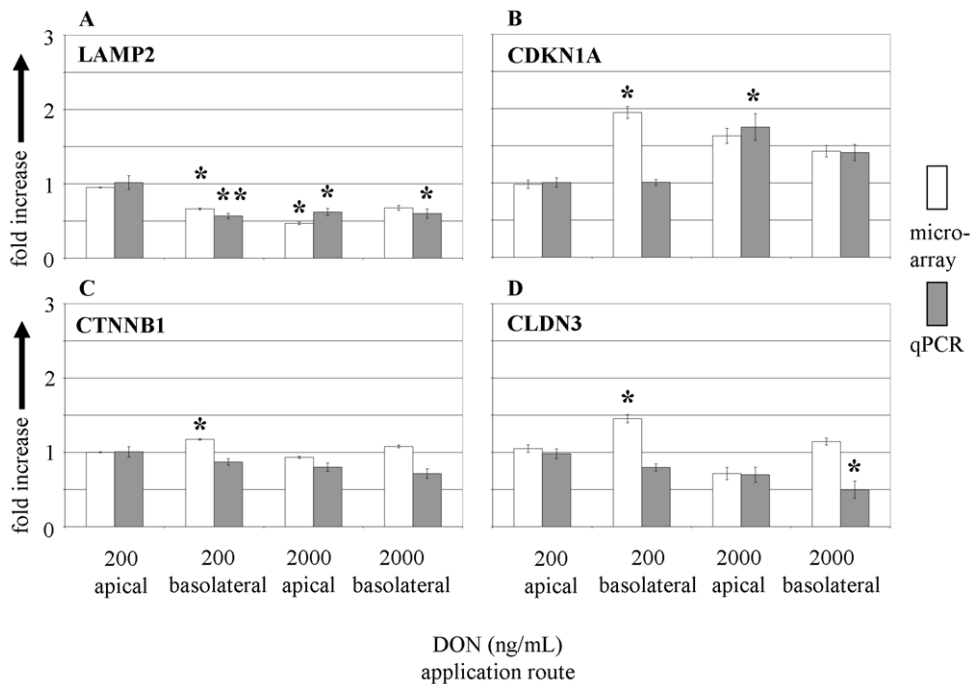 A
B
LAMP2
CDKN1A
3
2
1
0
fold increase
*
**
*
*
*
*
*
micro-
array
qPCR
C
D
CTNNB1
CLDN3
3
2
1
0
fold increase
*
*
*
200
apical
200
basolateral
2000
apical
2000
basolateral
200
apical
200
basolateral
2000
apical
2000
basolateral
DON (ng/mL)
application route